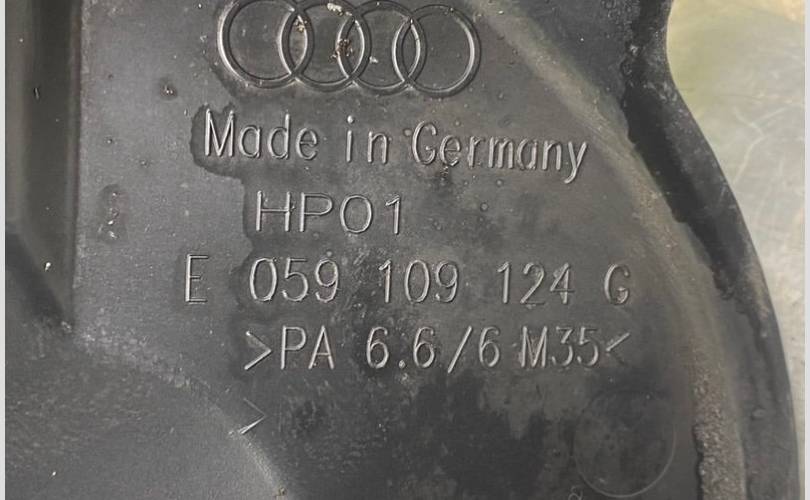 Made in Germany
HP01
E 059 109 124 G
>PA 6.6/6 M35<
>